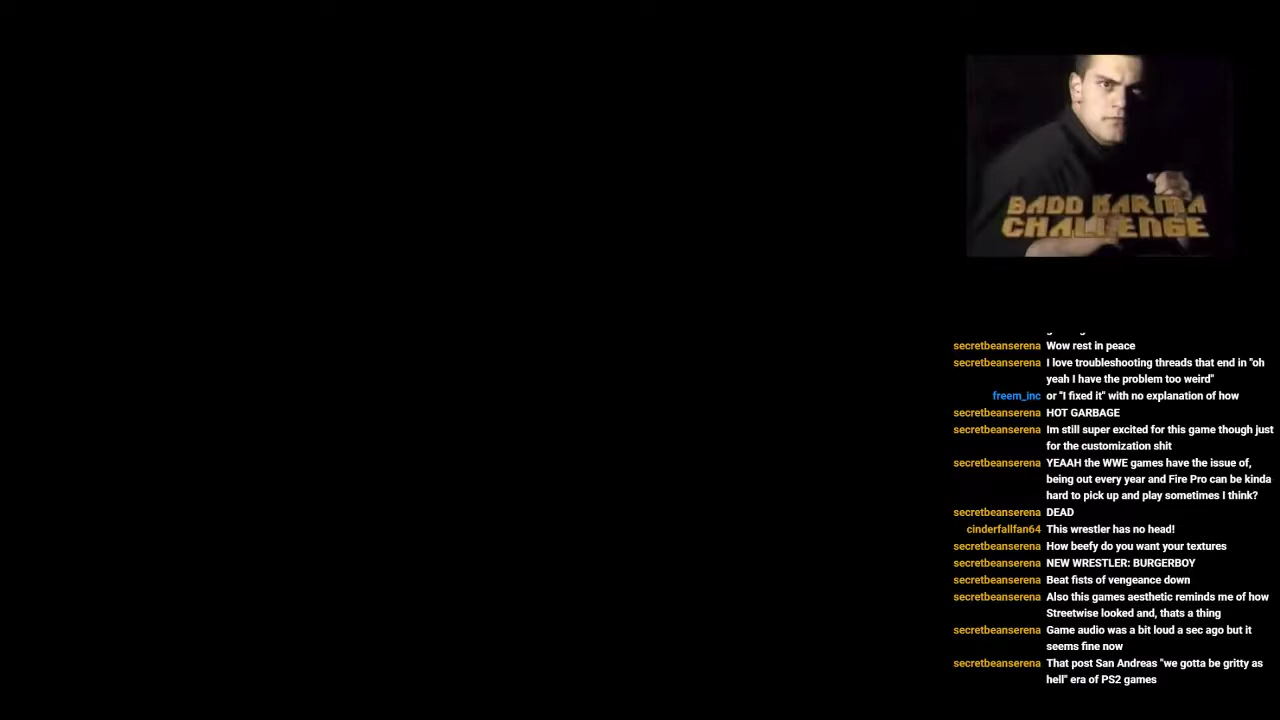 BADD KARMA
CHALLENGE
secretbeanserena Wow rest in peace
secretbeanserena I love troubleshooting threads that end in "oh
yeah I have the problem too weird"
freem_inc or "I fixed it" with no explanation of how
secretbeanserena HOT GARBAGE
secretbeanserena Im still super excited for this game though just
for the customization shit
secretbeanserena YEAAH the WWE games have the issue of,
being out every year and Fire Pro can be kinda
hard to pick up and play sometimes I think?
secretbeanserena DEAD
cinderfallfan64 This wrestler has no head!
secretbeanserena How beefy do you want your textures
secretbeanserena NEW WRESTLER: BURGERBOY
secretbeanserena Beat fists of vengeance down
secretbeanserena Also this games aesthetic reminds me of how
Streetwise looked and, thats a thing
secretbeanserena Game audio was a bit loud a sec ago but it
seems fine now
secretbeanserena That post San Andreas "we gotta be gritty as
hell" era of PS2 games